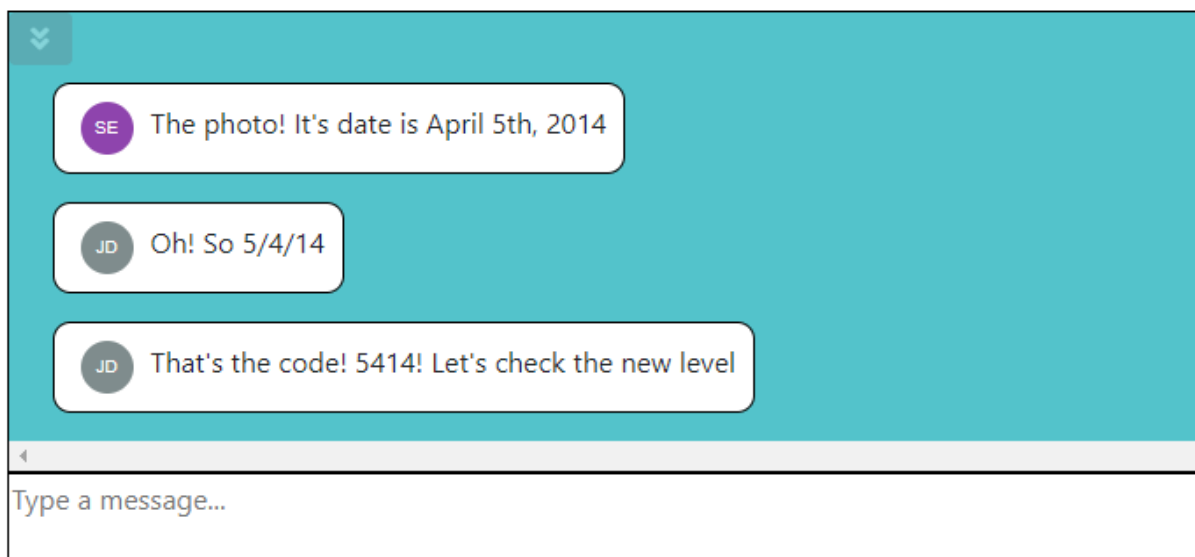 SE The photo! It's date is April 5th, 2014
JD Oh! So 5/4/14
JD That's the code! 5414! Let's check the new level
Type a message...